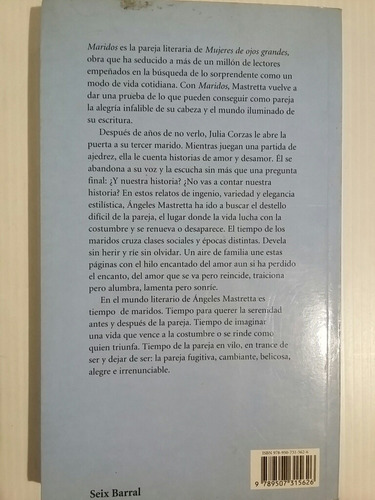 Maridos es la pareja literaria de Mujeres de ojos grandes,
obra que ha seducido a más de un millón de lectores
empeñados en la búsqueda de lo sorprendente como un
modo de vida cotidiana. Con Maridos, Mastretta vuelve a
dar una prueba de lo que pueden conseguir como pareja
la alegría infalible de su cabeza y el mundo iluminado de
su escritura.
Después de años de no verlo, Julia Corzas le abre la
puerta a su tercer marido. Mientras juegan una partida de
ajedrez, ella le cuenta historias de amor y desamor. Él se
abandona a su voz y la escucha sin más que una pregunta
final: ¿Y nuestra historia? ¿No vas a contar nuestra
historia? En estos relatos de ingenio, variedad y elegancia
estilística, Ángeles Mastretta ha ido a buscar el destello
difícil de la pareja, el lugar donde la vida lucha con la
costumbre y se renueva o desaparece. El tiempo de los
maridos cruza clases sociales y épocas distintas. Devela
sin herir y ríe sin olvidar. Un aire de familia une estas
páginas con el hilo encantado del amor aun si ha perdido
el encanto, del amor que se va pero reincide, traiciona
pero alumbra, lamenta pero sonríe.
En el mundo literario de Ángeles Mastretta es
tiempo de maridos. Tiempo para querer la serenidad
antes y después de la pareja. Tiempo de imaginar
una vida que vence a la costumbre o se rinde como
quien triunfa. Tiempo de la pareja en vilo, en trance de
ser y dejar de ser: la pareja fugitiva, cambiante, belicosa,
alegre e irrenunciable.
Seix Barral
9 789507 315626